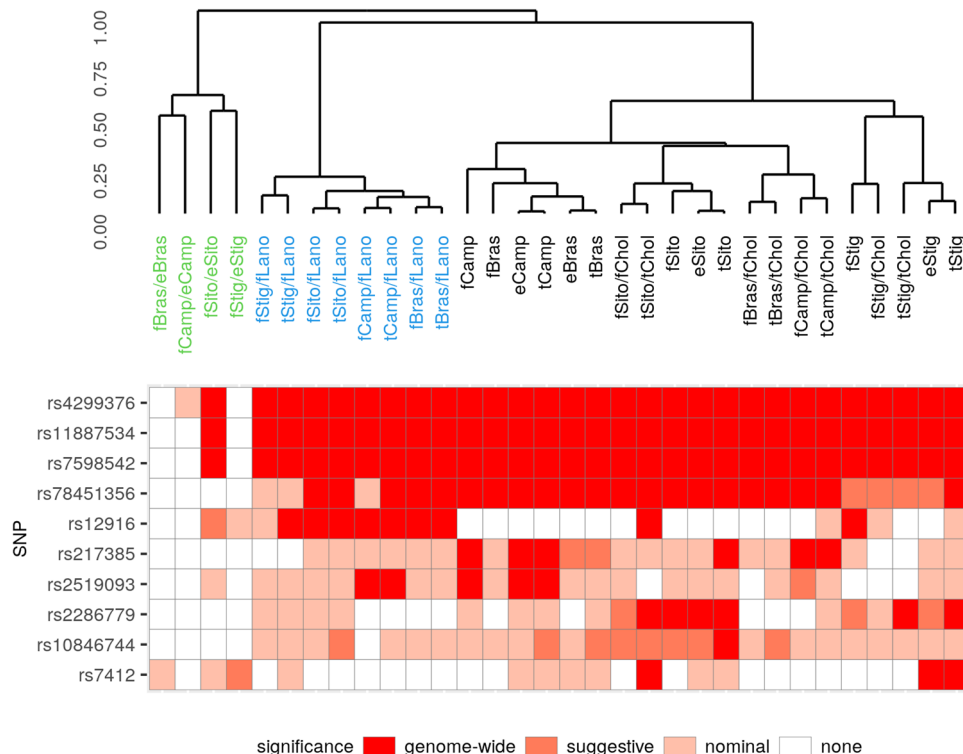 1.00
0.75
0.50
0.25
0.00
fBras/eBras
fCamp/eCamp
fSito/eSito
fStig/eStig
fStig/fLano
tStig/fLano
fSito/fLano
tSito/fLano
fCamp/fLano
tCamp/fLano
fBras/fLano
tBras/fLano
fCamp
fBras
eCamp
tCamp
eBras
tBras
fSito/fChol
tSito/fChol
fSito
eSito
tSito
fBras/fChol
tBras/fChol
fCamp/fChol
tCamp/fChol
fStig
fStig/fChol
tStig/fChol
eStig
tStig
SNP
rs4299376
rs11887534
rs7598542
rs78451356
rs12916
rs217385
rs2519093
rs2286779
rs10846744
rs7412
significance genome-wide suggestive nominal none